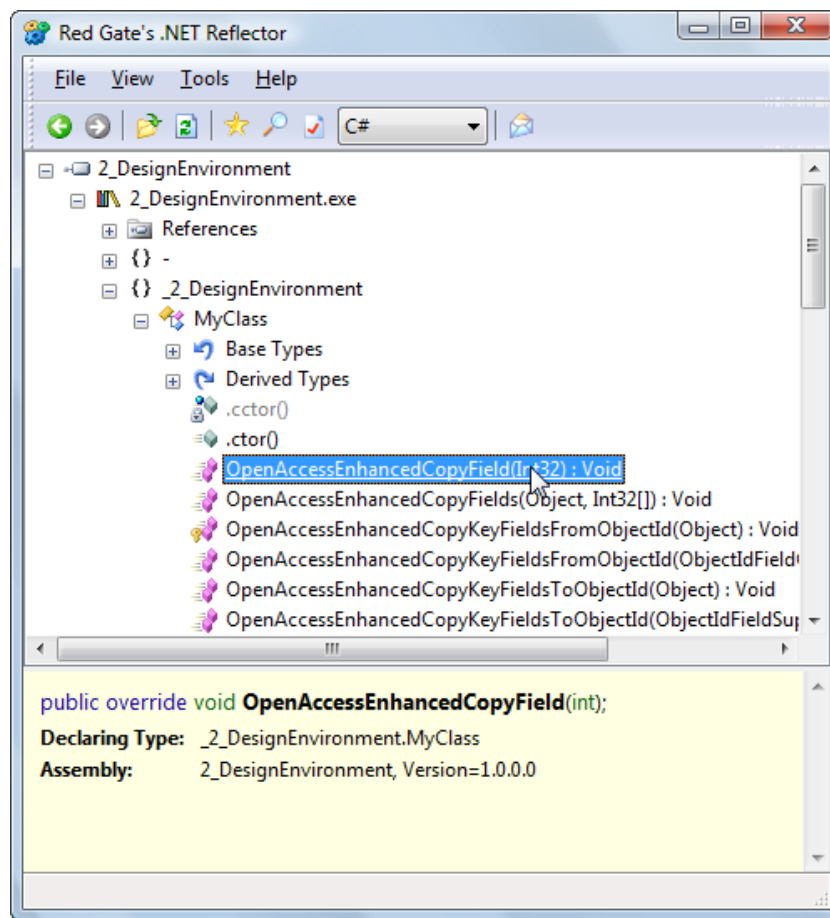 Red Gate's .NET Reflector
File View Tools Help
C#
2_DesignEnvironment
2_DesignEnvironment.exe
References
{} -
{} _2_DesignEnvironment
MyClass
Base Types
Derived Types
.cctor()
.ctor()
OpenAccessEnhancedCopyField(Int32) : Void
OpenAccessEnhancedCopyFields(Object, Int32[]) : Void
OpenAccessEnhancedCopyKeyFieldsFromObjectId(Object) : Void
OpenAccessEnhancedCopyKeyFieldsFromObjectId(ObjectIdField
OpenAccessEnhancedCopyKeyFieldsToObjectId(Object) : Void
OpenAccessEnhancedCopyKeyFieldsToObjectId(ObjectIdFieldSup
public override void OpenAccessEnhancedCopyField(int);
Declaring Type: _2_DesignEnvironment.MyClass
Assembly: 2_DesignEnvironment, Version=1.0.0.0